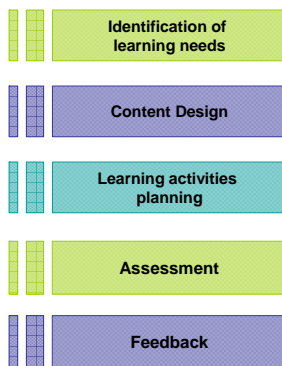 Identification of
learning needs
Content Design
Learning activities
planning
Assessment
Feedback